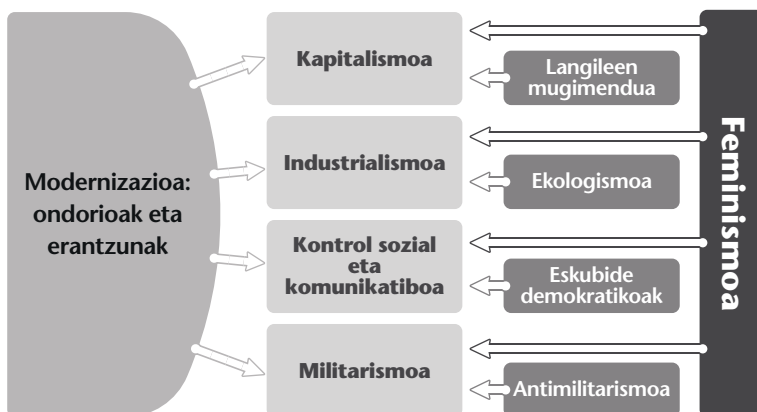 Modernizazioa:
ondorioak eta
erantzunak
Kapitalismoa
Langileen
mugimendua
Industrialismoa
Ekologismoa
Kontrol sozial
eta
komunikatiboa
Eskubide
demokratikoak
Militarismoa
Antimilitarismoa
Feminismoa